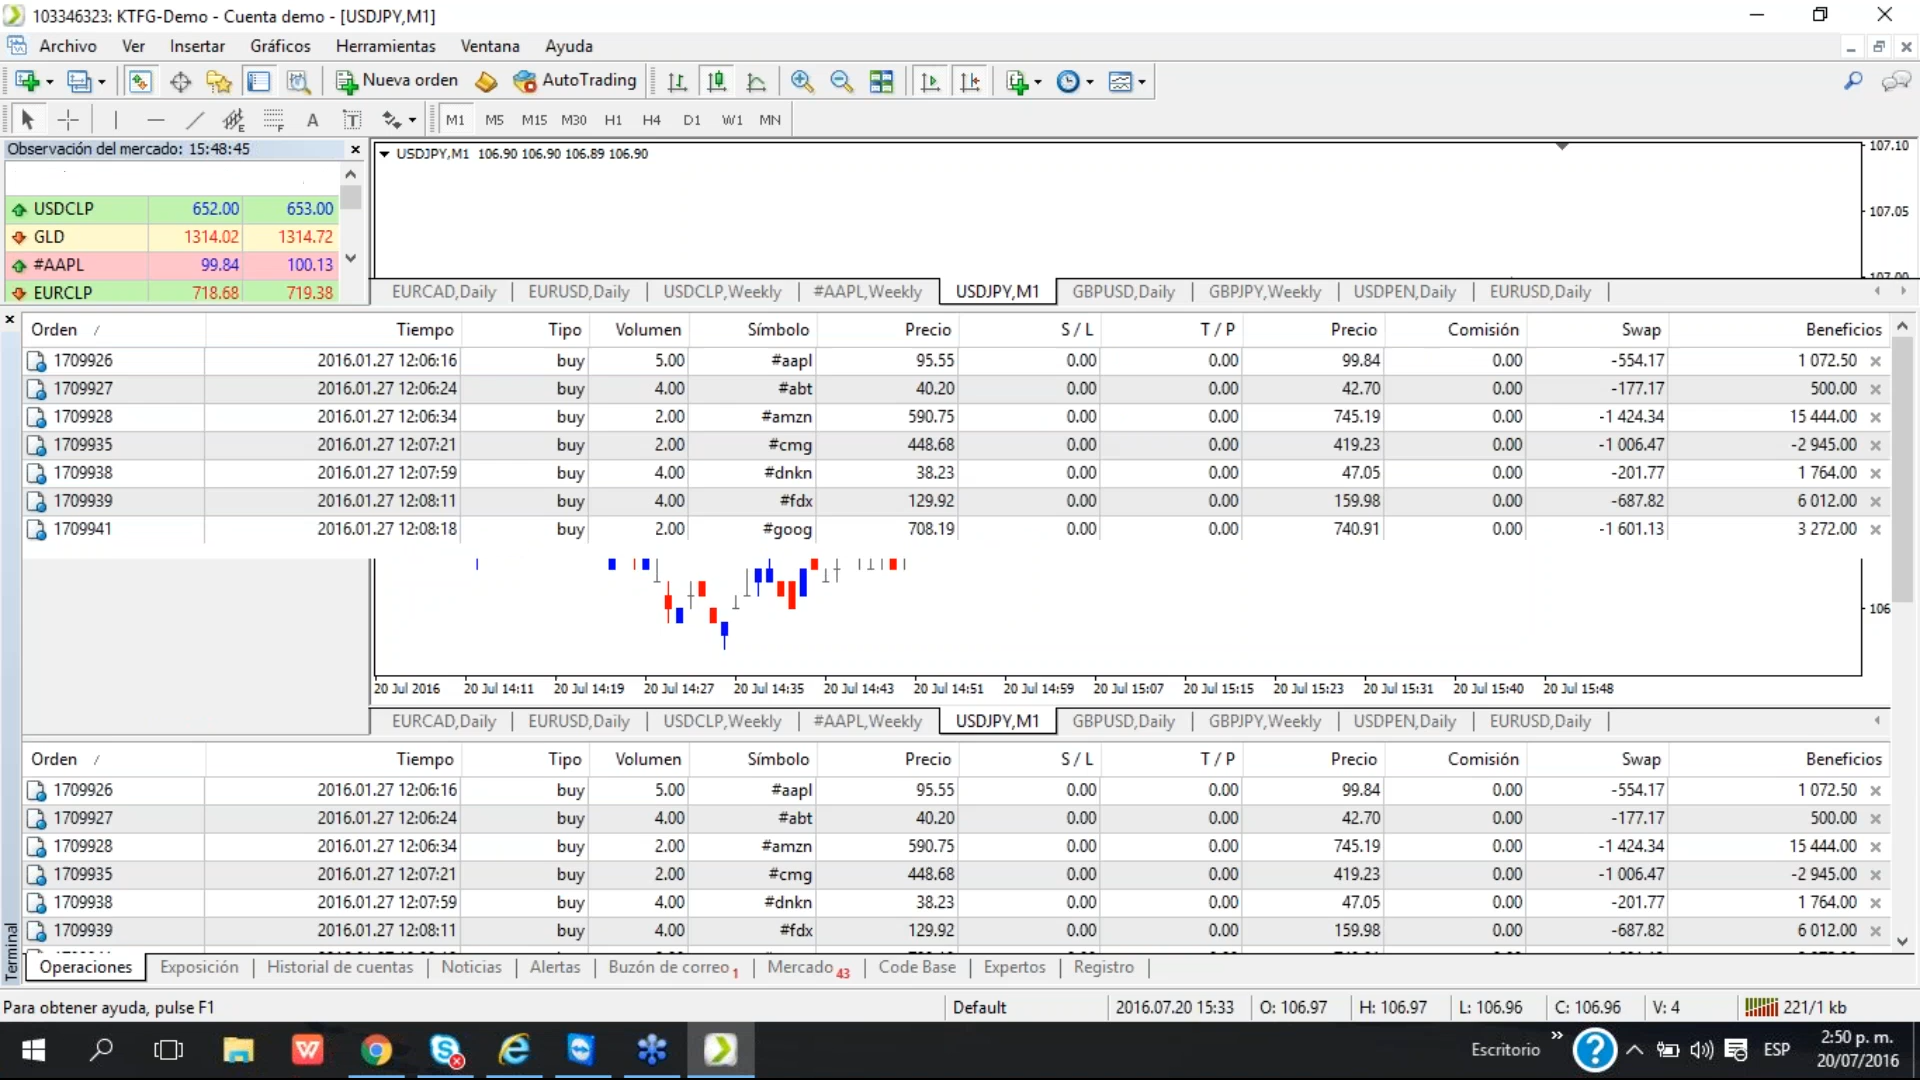 103346323: KTFG-Demo - Cuenta demo - [USDJPY,M1]
Archivo Ver Insertar Gráficos Herramientas Ventana Ayuda
Nueva orden AutoTrading
M1 M5 M15 M30 H1 H4 D1 W1 MN
Observación del mercado: 15:48:45
USDCLP 652.00 653.00
GLD 1314.02 1314.72
#AAPL 99.84 100.13
EURCLP 718.68 719.38
USDJPY,M1 106.90 106.90 106.89 106.90
107.10
107.05
107.00
EURCAD,Daily EURUSD,Daily USDCLP,Weekly #AAPL,Weekly USDJPY,M1 GBPUSD,Daily GBPJPY,Weekly USDPEN,Daily EURUSD,Daily
Orden / Tiempo Tipo Volumen Símbolo Precio S / L T / P Precio Comisión Swap Beneficios
1709926 2016.01.27 12:06:16 buy 5.00 #aapl 95.55 0.00 0.00 99.84 0.00 -554.17 1 072.50
1709927 2016.01.27 12:06:24 buy 4.00 #abt 40.20 0.00 0.00 42.70 0.00 -177.17 500.00
1709928 2016.01.27 12:06:34 buy 2.00 #amzn 590.75 0.00 0.00 745.19 0.00 -1 424.34 15 444.00
1709935 2016.01.27 12:07:21 buy 2.00 #cmg 448.68 0.00 0.00 419.23 0.00 -1 006.47 -2 945.00
1709938 2016.01.27 12:07:59 buy 4.00 #dnkn 38.23 0.00 0.00 47.05 0.00 -201.77 1 764.00
1709939 2016.01.27 12:08:11 buy 4.00 #fdx 129.92 0.00 0.00 159.98 0.00 -687.82 6 012.00
1709941 2016.01.27 12:08:18 buy 2.00 #goog 708.19 0.00 0.00 740.91 0.00 -1 601.13 3 272.00
106
20 Jul 2016 20 Jul 14:11 20 Jul 14:19 20 Jul 14:27 20 Jul 14:35 20 Jul 14:43 20 Jul 14:51 20 Jul 14:59 20 Jul 15:07 20 Jul 15:15 20 Jul 15:23 20 Jul 15:31 20 Jul 15:40 20 Jul 15:48
EURCAD,Daily EURUSD,Daily USDCLP,Weekly #AAPL,Weekly USDJPY,M1 GBPUSD,Daily GBPJPY,Weekly USDPEN,Daily EURUSD,Daily
Orden / Tiempo Tipo Volumen Símbolo Precio S / L T / P Precio Comisión Swap Beneficios
1709926 2016.01.27 12:06:16 buy 5.00 #aapl 95.55 0.00 0.00 99.84 0.00 -554.17 1 072.50
1709927 2016.01.27 12:06:24 buy 4.00 #abt 40.20 0.00 0.00 42.70 0.00 -177.17 500.00
1709928 2016.01.27 12:06:34 buy 2.00 #amzn 590.75 0.00 0.00 745.19 0.00 -1 424.34 15 444.00
1709935 2016.01.27 12:07:21 buy 2.00 #cmg 448.68 0.00 0.00 419.23 0.00 -1 006.47 -2 945.00
1709938 2016.01.27 12:07:59 buy 4.00 #dnkn 38.23 0.00 0.00 47.05 0.00 -201.77 1 764.00
1709939 2016.01.27 12:08:11 buy 4.00 #fdx 129.92 0.00 0.00 159.98 0.00 -687.82 6 012.00
Terminal
Operaciones Exposición Historial de cuentas Noticias Alertas Buzón de correo 1 Mercado 43 Code Base Expertos Registro
Para obtener ayuda, pulse F1 Default 2016.07.20 15:33 O: 106.97 H: 106.97 L: 106.96 C: 106.96 V: 4 221/1 kb
Escritorio ESP 2:50 p. m.
20/07/2016